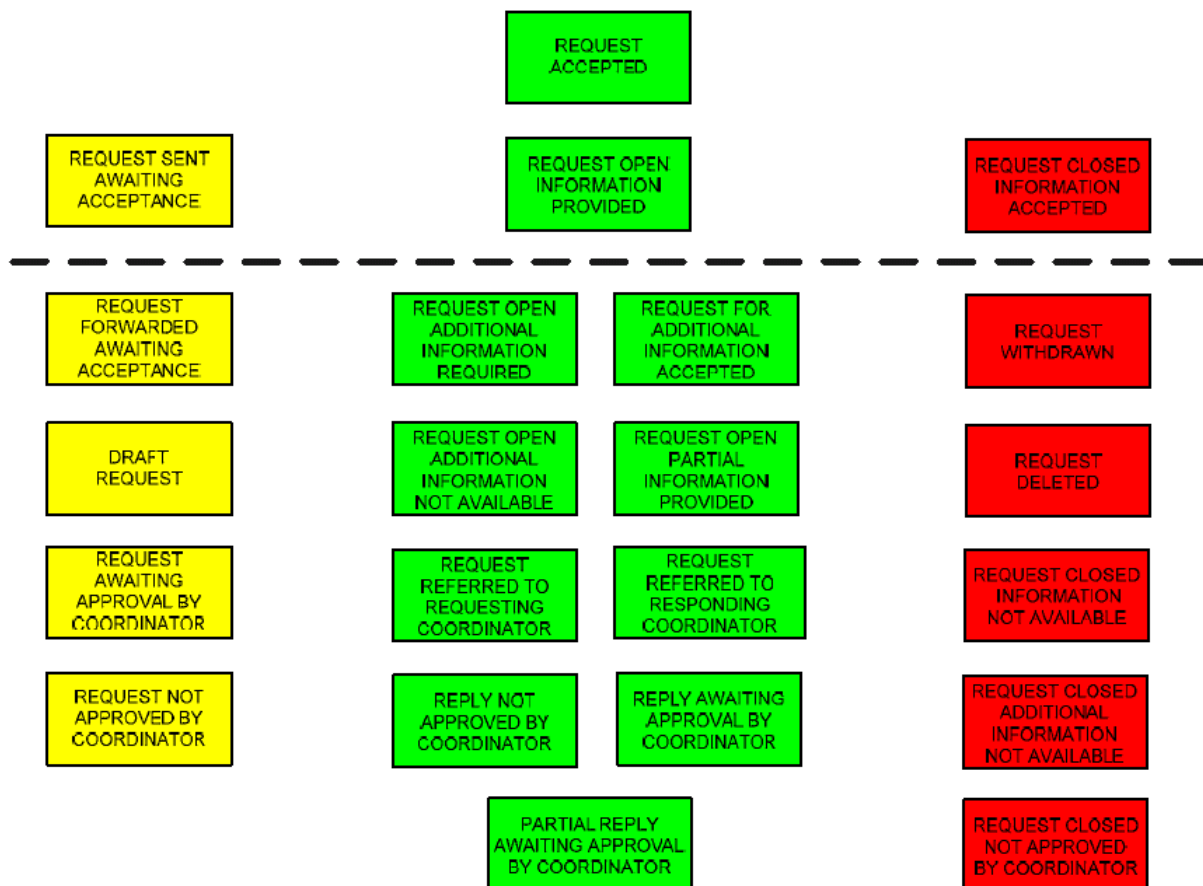 REQUEST
ACCEPTED
REQUEST SENT
AWAITING
ACCEPTANCE
REQUEST OPEN
INFORMATION
PROVIDED
REQUEST CLOSED
INFORMATION
ACCEPTED
REQUEST
FORWARDED
AWAITING
ACCEPTANCE
REQUEST OPEN
ADDITIONAL
INFORMATION
REQUIRED
REQUEST FOR
ADDITIONAL
INFORMATION
ACCEPTED
REQUEST
WITHDRAWN
DRAFT
REQUEST
REQUEST OPEN
ADDITIONAL
INFORMATION
NOT AVAILABLE
REQUEST OPEN
PARTIAL
INFORMATION
PROVIDED
REQUEST
DELETED
REQUEST
AWAITING
APPROVAL BY
COORDINATOR
REQUEST
REFERRED TO
REQUESTING
COORDINATOR
REQUEST
REFERRED TO
RESPONDING
COORDINATOR
REQUEST CLOSED
INFORMATION
NOT AVAILABLE
REQUEST NOT
APPROVED BY
COORDINATOR
REPLY NOT
APPROVED BY
COORDINATOR
REPLY AWAITING
APPROVAL BY
COORDINATOR
REQUEST CLOSED
ADDITIONAL
INFORMATION
NOT AVAILABLE
PARTIAL REPLY
AWAITING APPROVAL
BY COORDINATOR
REQUEST CLOSED
NOT APPROVED
BY COORDINATOR